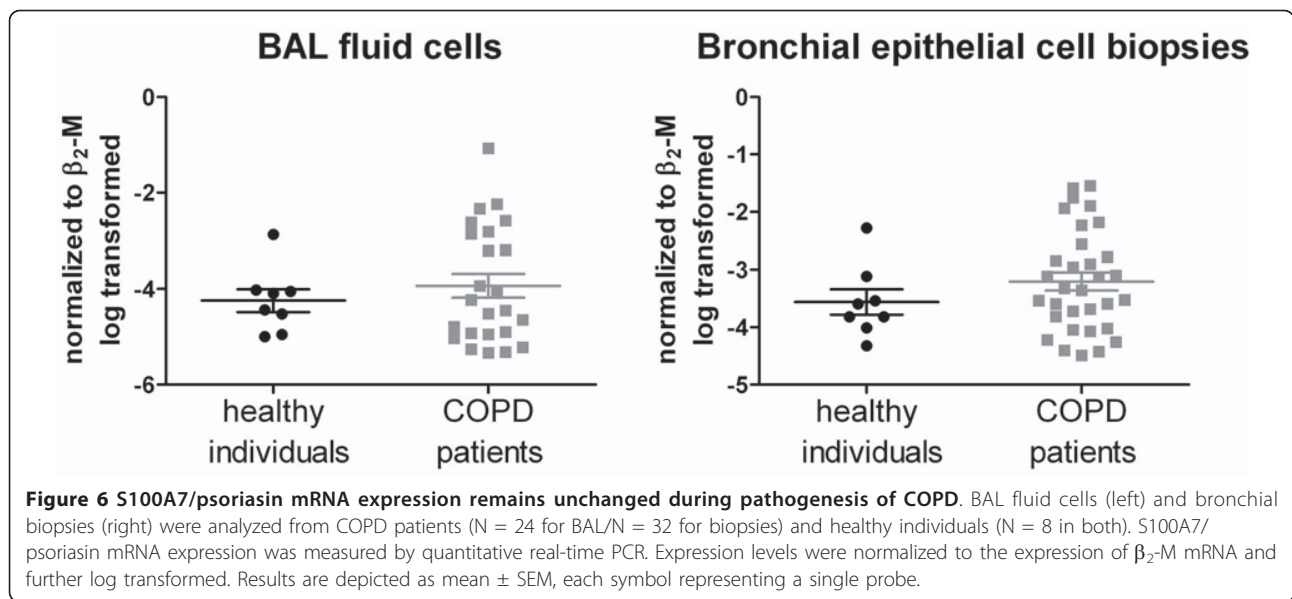 BAL fluid cells
normalized to β2-M
log transformed
0
-2
-4
-6
healthy
individuals
COPD
patients
Bronchial epithelial cell biopsies
normalized to β2-M
log transformed
0
-1
-2
-3
-4
-5
healthy
individuals
COPD
patients
Figure 6 S100A7/psoriasin mRNA expression remains unchanged during pathogenesis of COPD. BAL fluid cells (left) and bronchial
biopsies (right) were analyzed from COPD patients (N = 24 for BAL/N = 32 for biopsies) and healthy individuals (N = 8 in both). S100A7/
psoriasin mRNA expression was measured by quantitative real-time PCR. Expression levels were normalized to the expression of β2-M mRNA and
further log transformed. Results are depicted as mean ± SEM, each symbol representing a single probe.